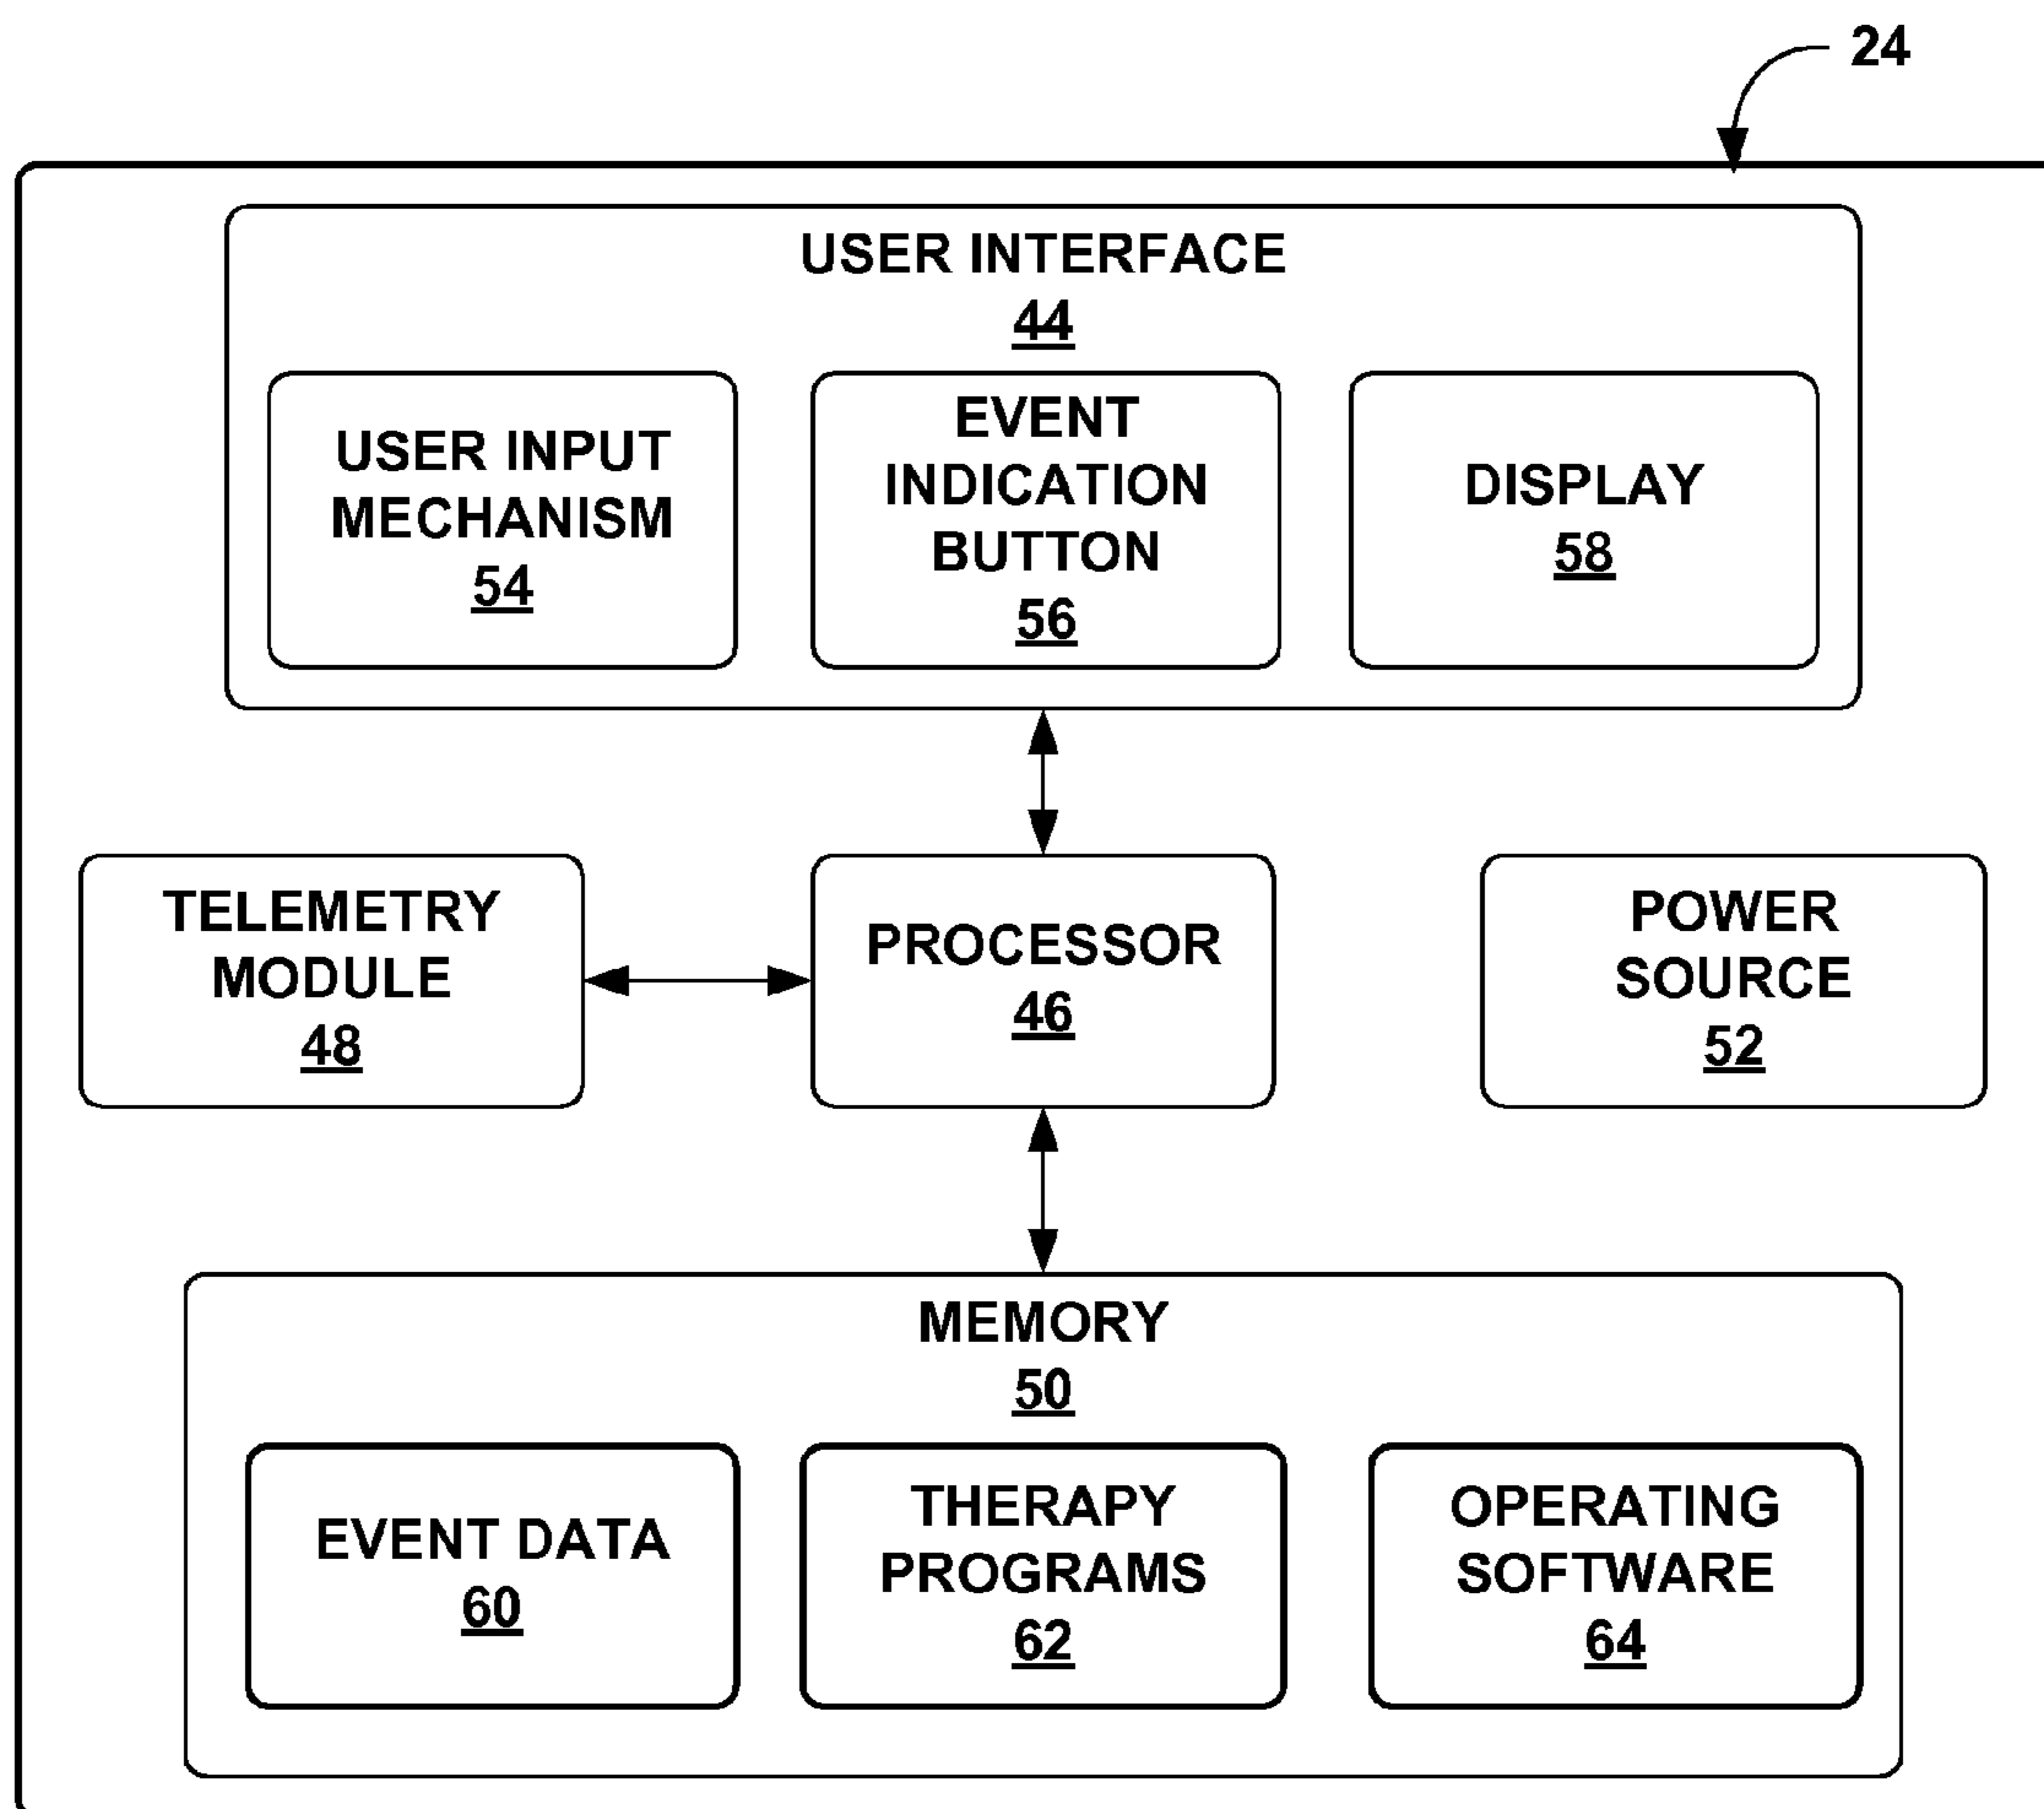 24
USER INTERFACE
44
USER INPUT
MECHANISM
54
EVENT
INDICATION
BUTTON
56
DISPLAY
58
TELEMETRY
MODULE
48
PROCESSOR
46
POWER
SOURCE
52
MEMORY
50
EVENT DATA
60
THERAPY
PROGRAMS
62
OPERATING
SOFTWARE
64